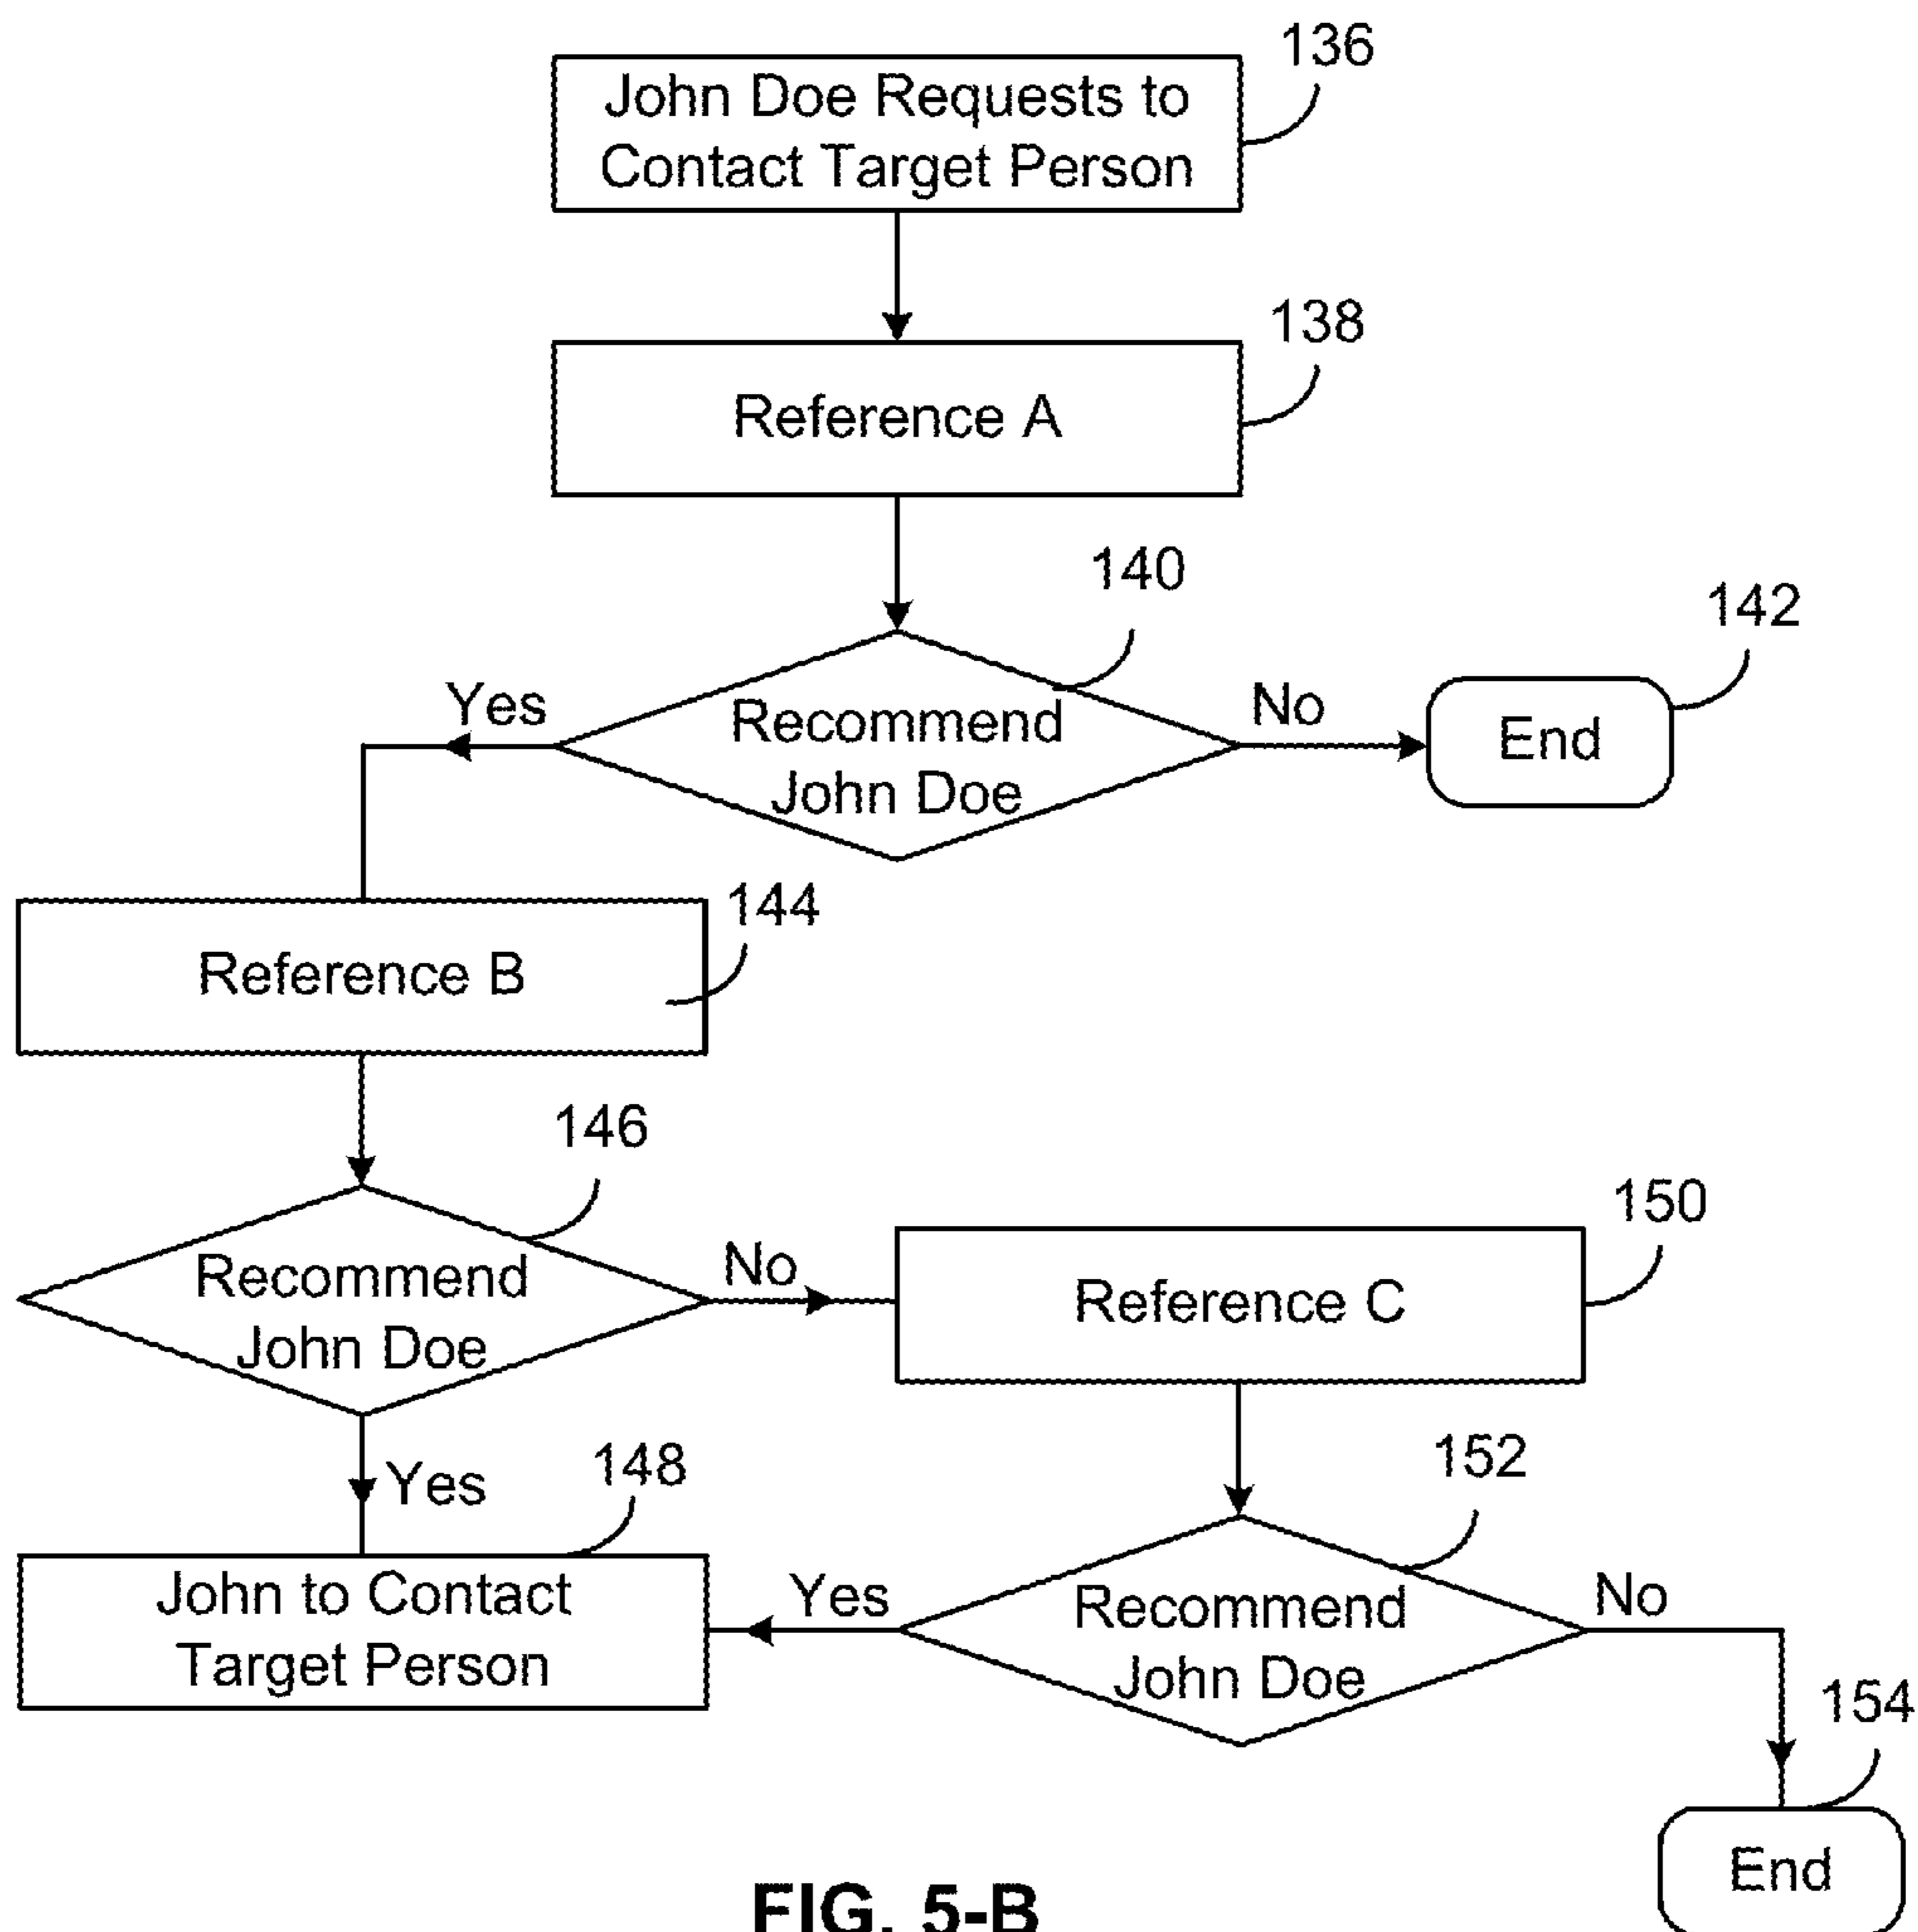 136
John Doe Requests to
Contact Target Person
138
Reference A
140
142
Yes
Recommend
John Doe
No
End
144
Reference B
146
Recommend
John Doe
No
150
Reference C
Yes
148
152
John to Contact
Target Person
Yes
Recommend
John Doe
No
154
End
FIG. 5-B